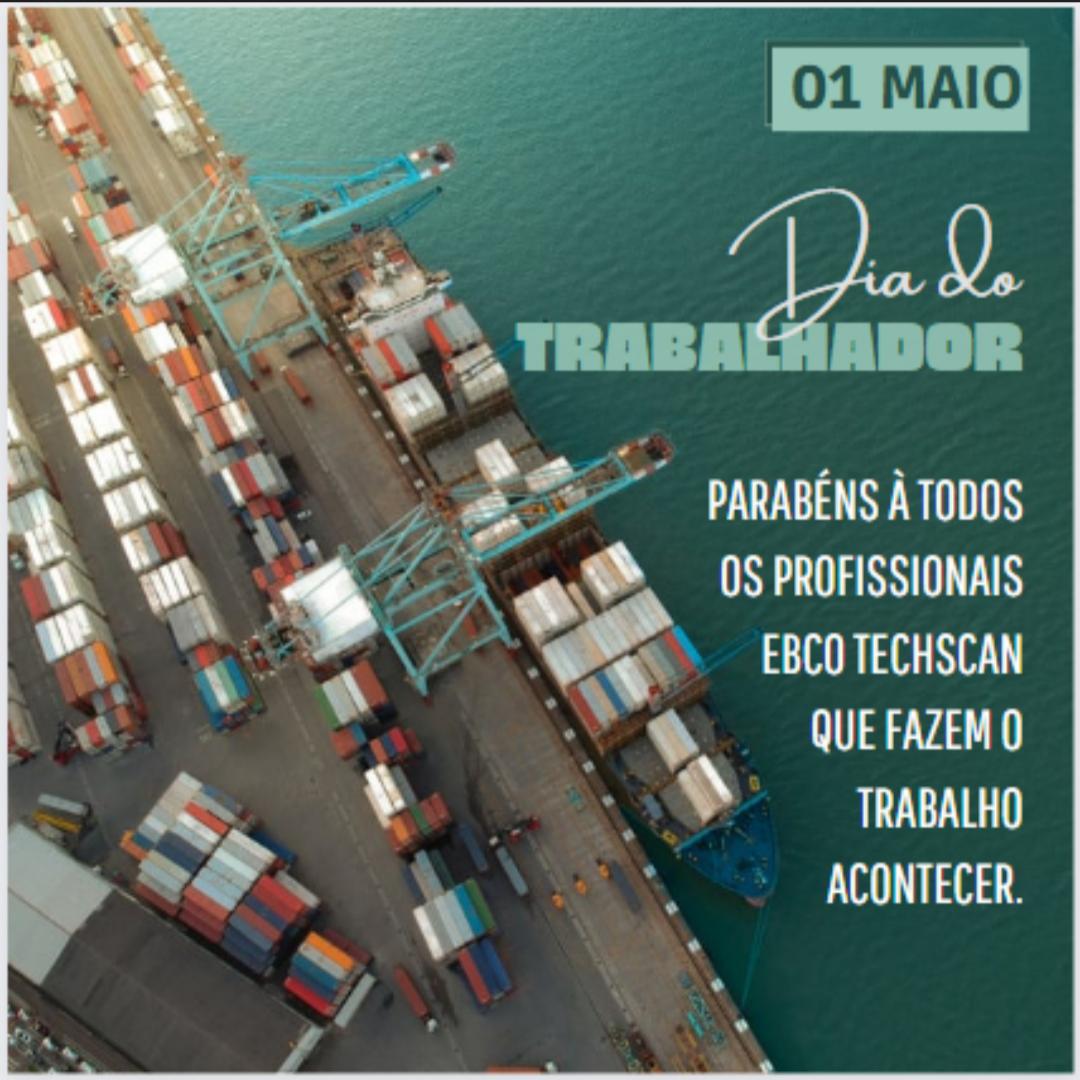 01 MAIO
Dia do
TRABALHADOR
PARABÉNS À TODOS
OS PROFISSIONAIS
EBCO TECHSCAN
QUE FAZEM O
TRABALHO
ACONTECER.